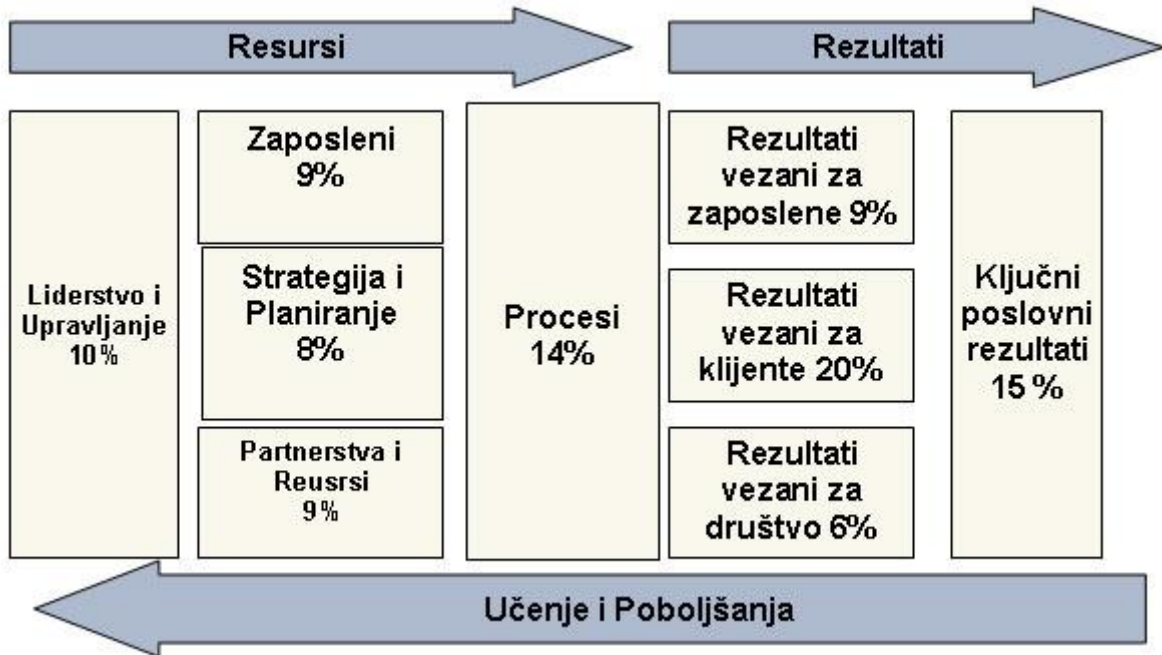 Resursi
Rezultati
Liderstvo i
Upravljanje
10%
Zaposleni
9%
Strategija i
Planiranje
8%
Partnerstva i
Reusrsi
9%
Procesi
14%
Rezultati
vezani za
zaposlene 9%
Rezultati
vezani za
klijente 20%
Rezultati
vezani za
društvo 6%
Ključni
poslovni
rezultati
15 %
Učenje i Poboljšanja